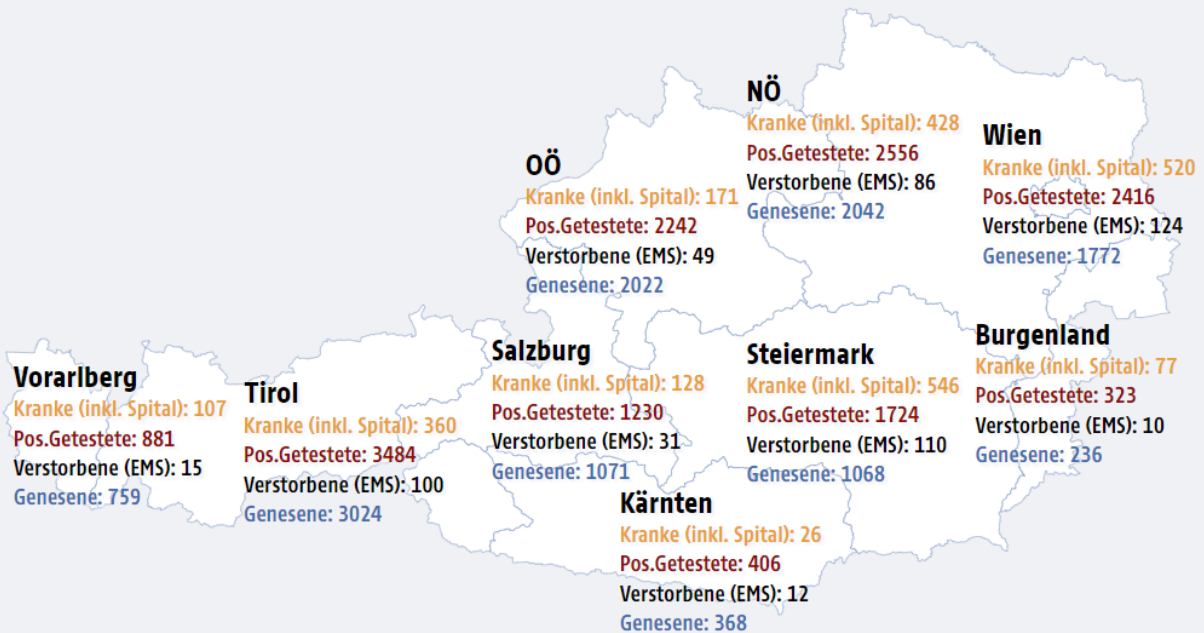 NÖ
Kranke (inkl. Spital): 428
Pos.Getestete: 2556
Verstorbene (EMS): 86
Genesene: 2042
Wien
Kranke (inkl. Spital): 520
Pos.Getestete: 2416
Verstorbene (EMS): 124
Genesene: 1772
OÖ
Kranke (inkl. Spital): 171
Pos.Getestete: 2242
Verstorbene (EMS): 49
Genesene: 2022
Vorarlberg
Kranke (inkl. Spital): 107
Pos.Getestete: 881
Verstorbene (EMS): 15
Genesene: 759
Tirol
Kranke (inkl. Spital): 360
Pos.Getestete: 3484
Verstorbene (EMS): 100
Genesene: 3024
Salzburg
Kranke (inkl. Spital): 128
Pos.Getestete: 1230
Verstorbene (EMS): 31
Genesene: 1071
Steiermark
Kranke (inkl. Spital): 546
Pos.Getestete: 1724
Verstorbene (EMS): 110
Genesene: 1068
Burgenland
Kranke (inkl. Spital): 77
Pos.Getestete: 323
Verstorbene (EMS): 10
Genesene: 236
Kärnten
Kranke (inkl. Spital): 26
Pos.Getestete: 406
Verstorbene (EMS): 12
Genesene: 368